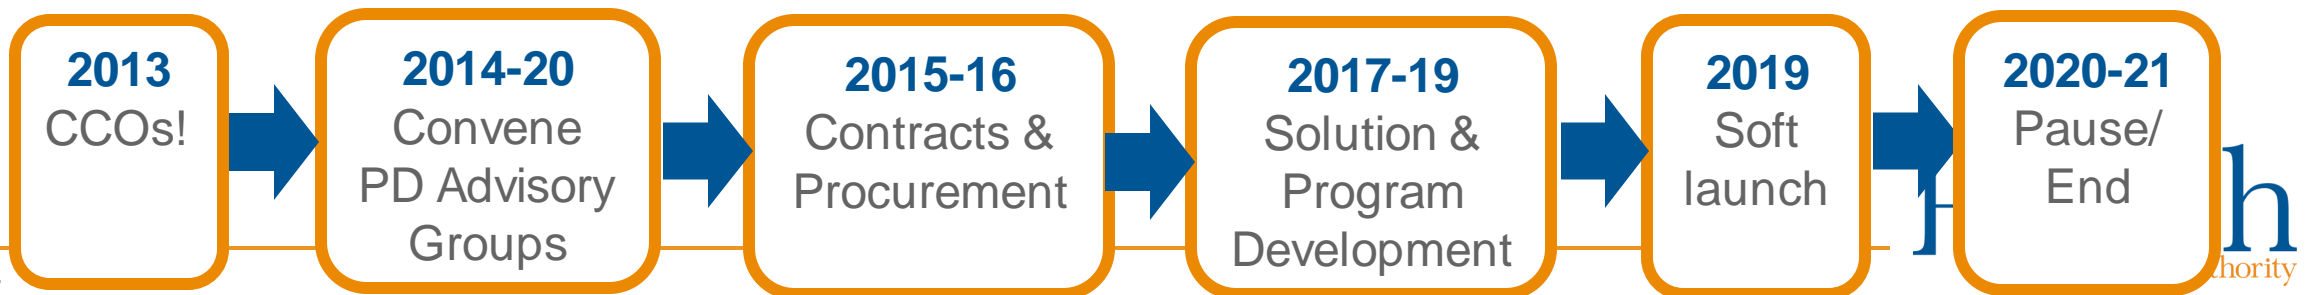 2013
CCOs!
2014-20
Convene
PD Advisory
Groups
2015-16
Contracts &
Procurement
2017-19
Solution &
Program
Development
2019
Soft
launch
2020-21
Pause/
End